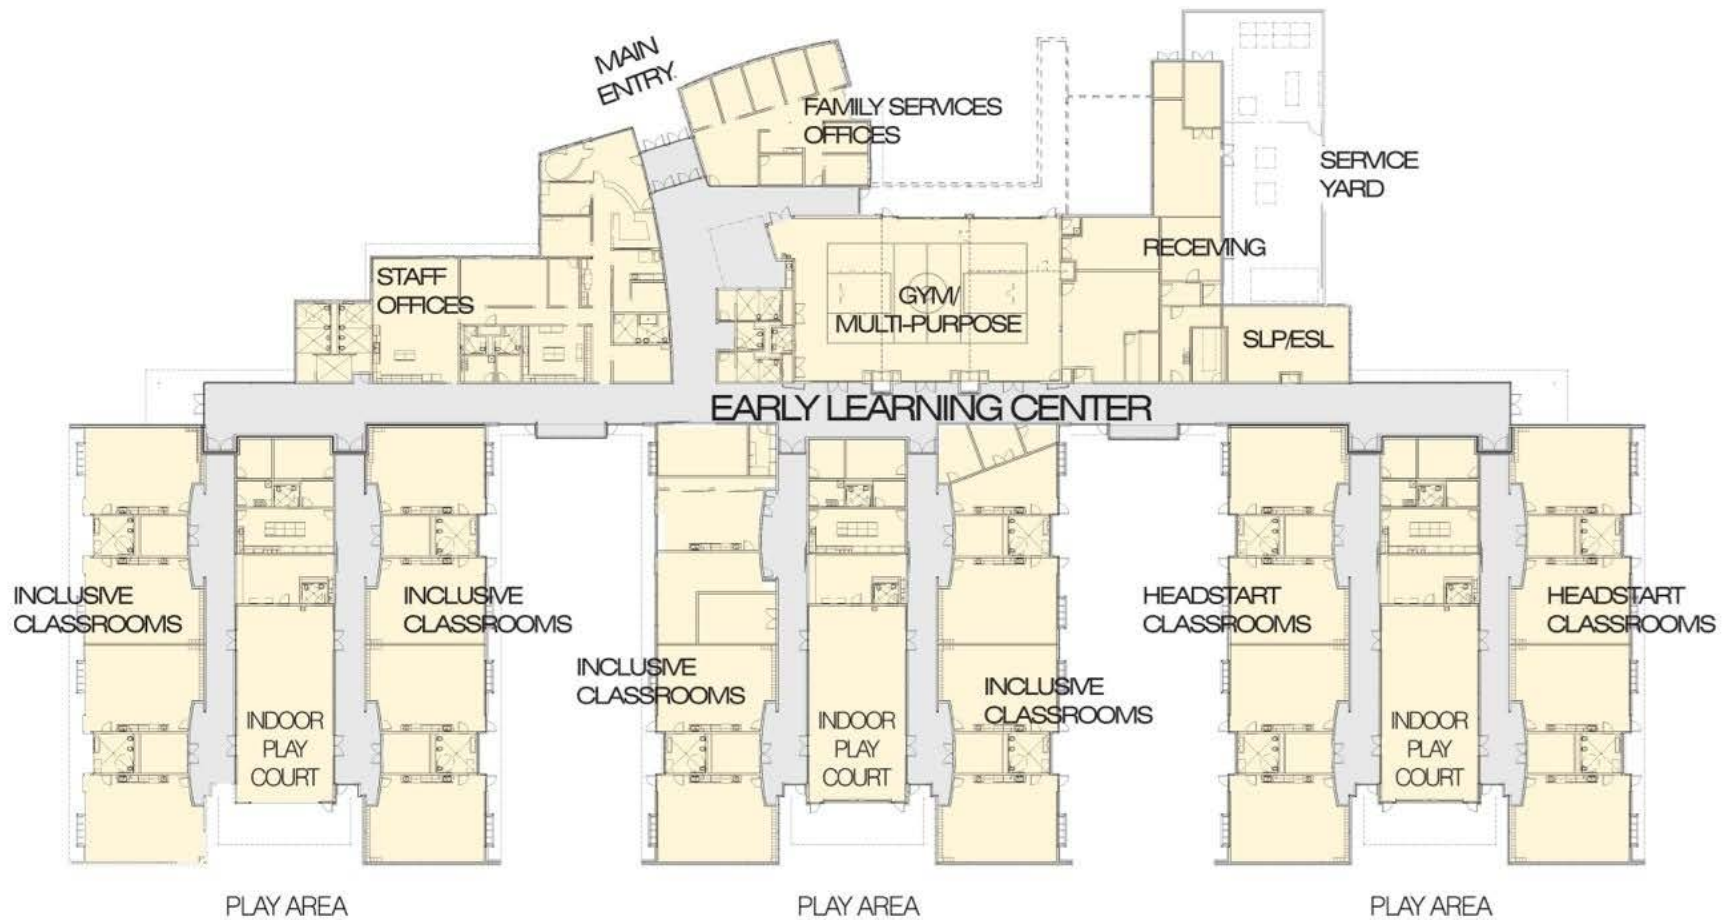 MAIN
ENTRY
FAMILY SERVICES
OFFICES
SERVICE
YARD
RECEIVING
STAFF
OFFICES
GYM/
MULTI-PURPOSE
SLP/ESL
EARLY LEARNING CENTER
INCLUSIVE
CLASSROOMS
INCLUSIVE
CLASSROOMS
HEADSTART
CLASSROOMS
HEADSTART
CLASSROOMS
INCLUSIVE
CLASSROOMS
INCLUSIVE
CLASSROOMS
INDOOR
PLAY
COURT
INDOOR
PLAY
COURT
INDOOR
PLAY
COURT
PLAY AREA
PLAY AREA
PLAY AREA